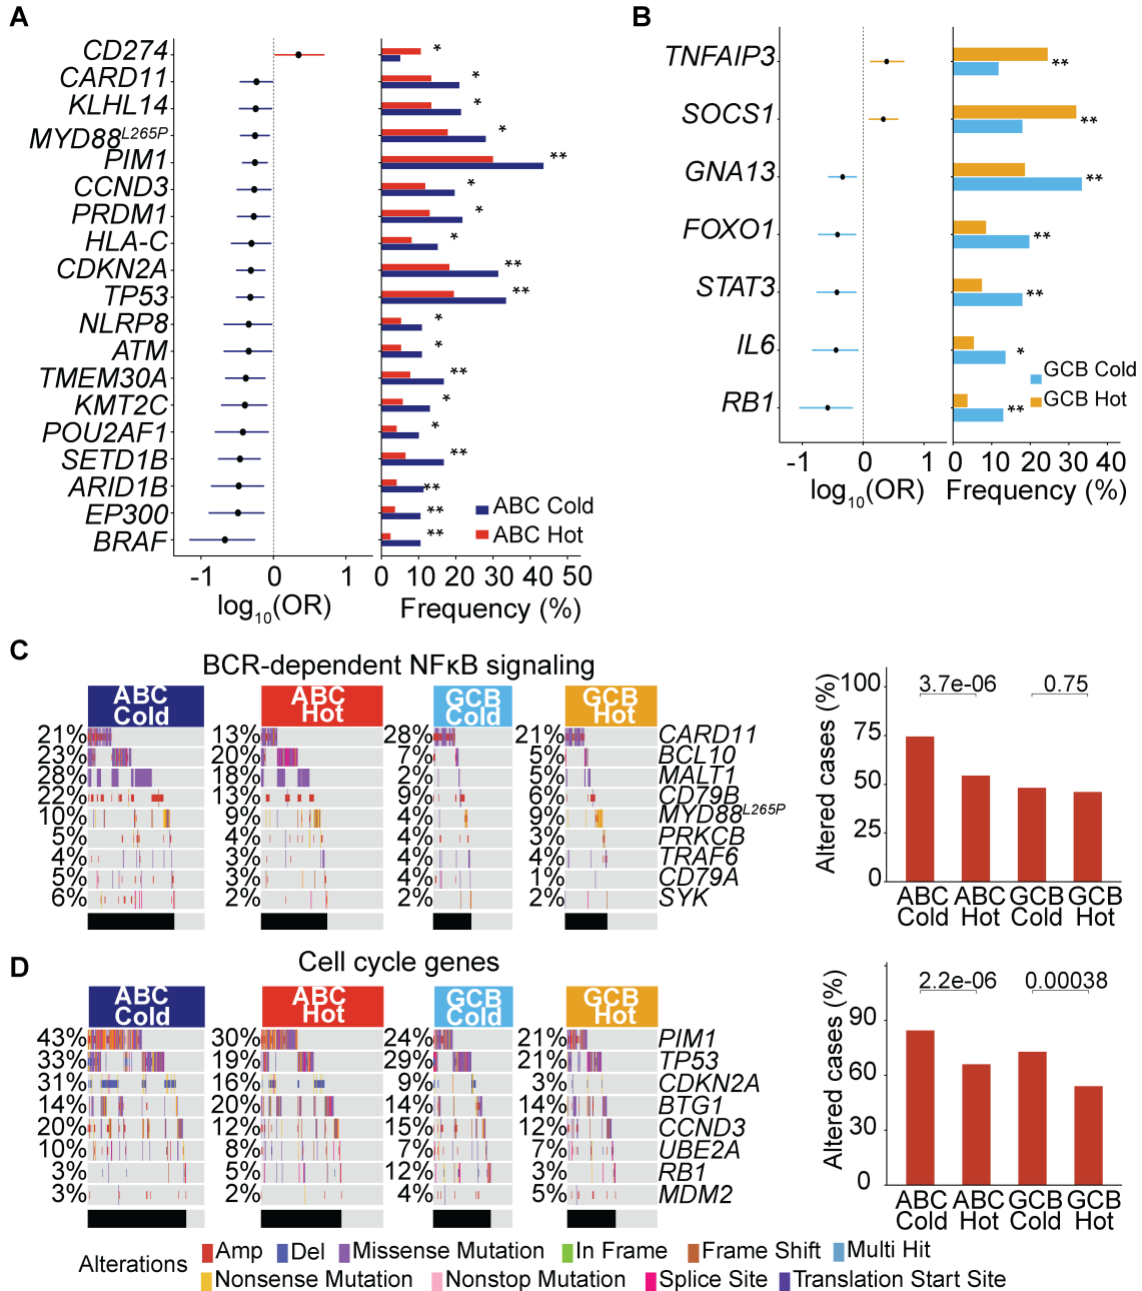 A
CD274 *
CARD11 *
KLHL14 *
MYD88L265P *
PIM1 **
CCND3 *
PRDM1 *
HLA-C *
CDKN2A **
TP53 **
NLRP8 *
ATM *
TMEM30A **
KMT2C *
POU2AF1 *
SETD1B **
ARID1B **
EP300 **
BRAF **
ABC Cold
ABC Hot
-1 0 1 0 10 20 30 40 50
log10(OR) Frequency (%)
B
TNFAIP3 **
SOCS1 **
GNA13 **
FOXO1 **
STAT3 **
IL6 *
RB1 **
GCB Cold
GCB Hot
-1 0 1 0 10 20 30 40
log10(OR) Frequency (%)
C
BCR-dependent NFκB signaling
ABC Cold ABC Hot GCB Cold GCB Hot
21% 13% 28% 21% CARD11
23% 20% 7% 5% BCL10
28% 18% 2% 5% MALT1
22% 13% 9% 6% CD79B
10% 9% 4% 9% MYD88L265P
5% 4% 4% 3% PRKCB
4% 3% 4% 4% TRAF6
5% 3% 4% 1% CD79A
6% 2% 2% 2% SYK
Altered cases (%)
100
75
50
25
0
3.7e-06 0.75
ABC Cold ABC Hot GCB Cold GCB Hot
D
Cell cycle genes
ABC Cold ABC Hot GCB Cold GCB Hot
43% 30% 24% 21% PIM1
33% 19% 29% 21% TP53
31% 16% 9% 3% CDKN2A
14% 20% 14% 14% BTG1
20% 12% 15% 12% CCND3
10% 8% 7% 7% UBE2A
3% 5% 12% 3% RB1
3% 2% 4% 5% MDM2
Altered cases (%)
90
60
30
0
2.2e-06 0.00038
ABC Cold ABC Hot GCB Cold GCB Hot
Alterations
Amp Del Missense Mutation In Frame Frame Shift Multi Hit
Nonsense Mutation Nonstop Mutation Splice Site Translation Start Site